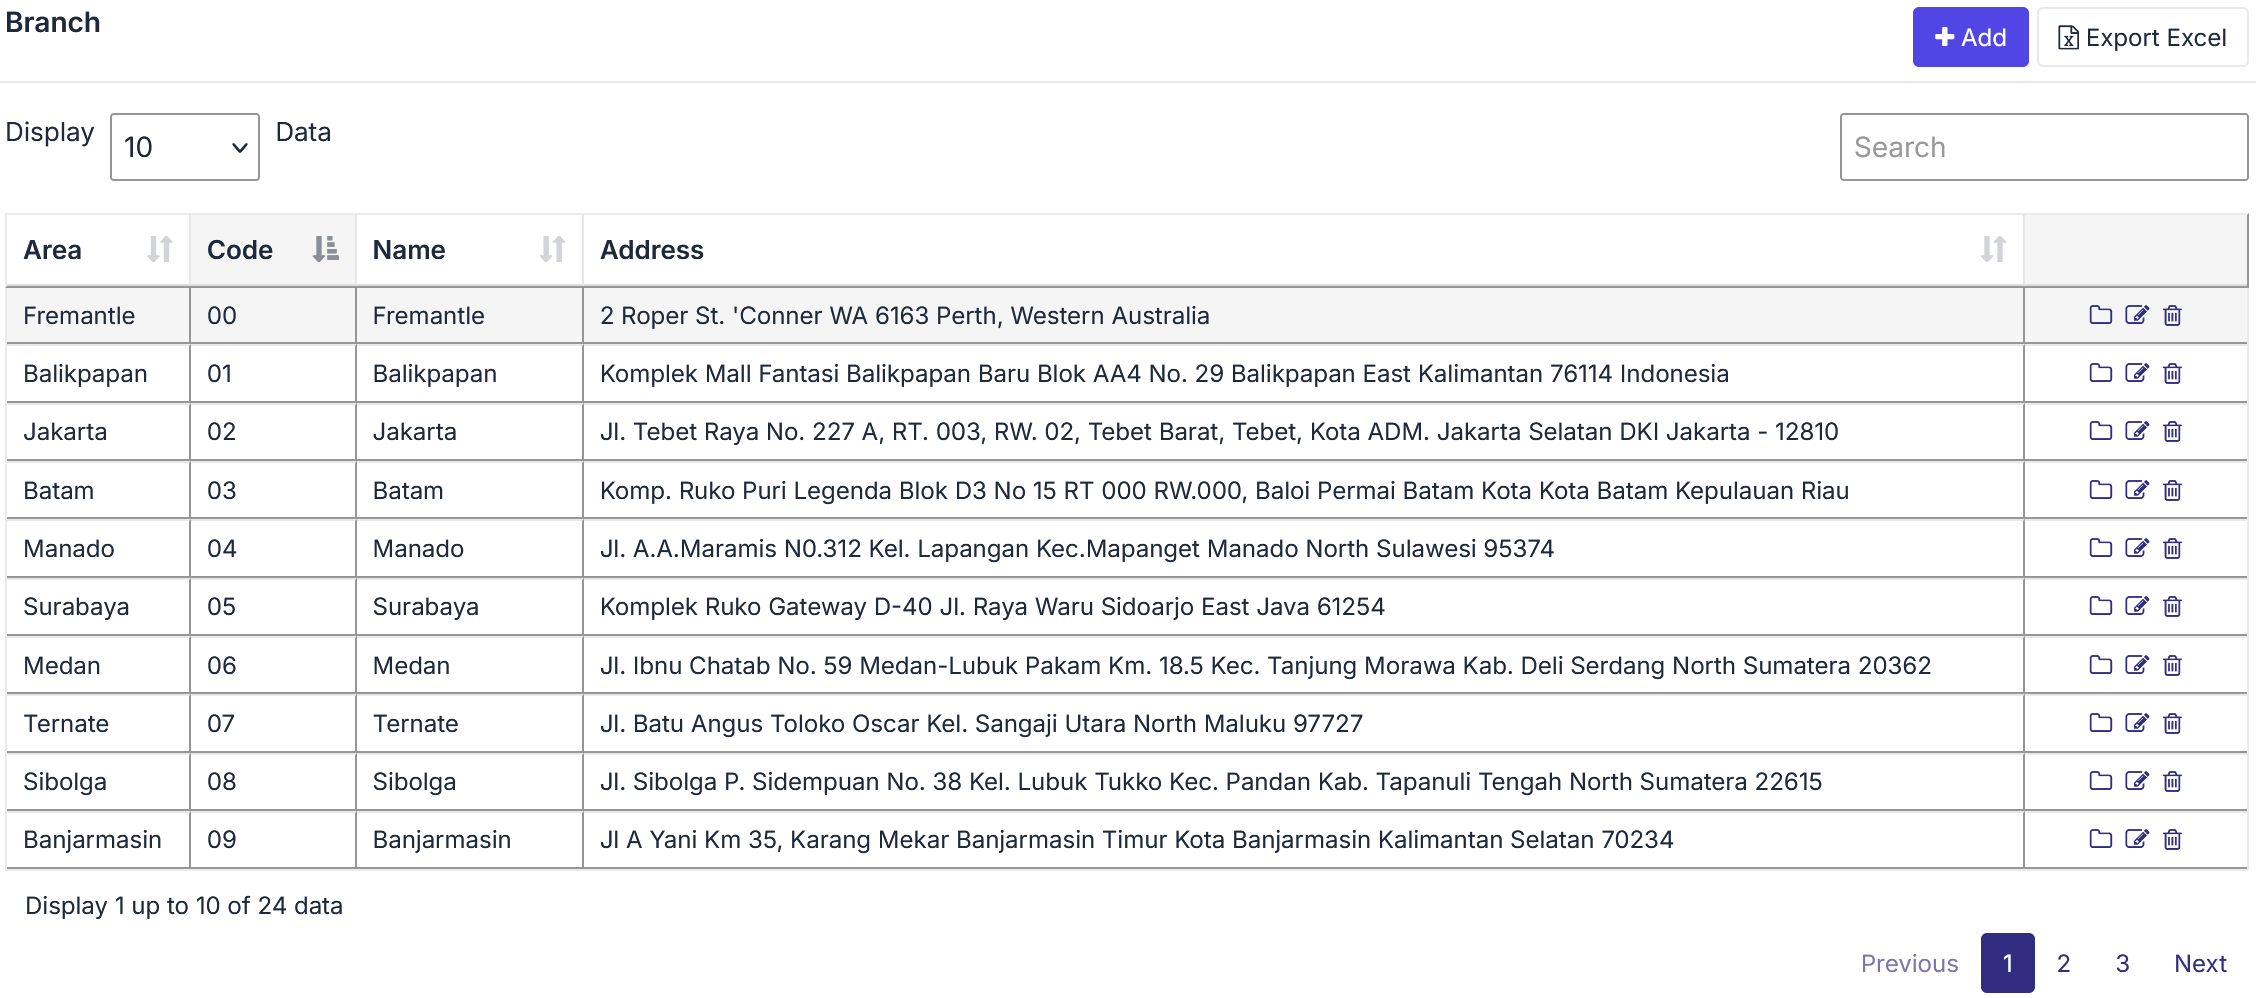 Branch
Add Export Excel
Display 10 Data Search
Area Code Name Address
Fremantle 00 Fremantle 2 Roper St. 'Conner WA 6163 Perth, Western Australia
Balikpapan 01 Balikpapan Komplek Mall Fantasi Balikpapan Baru Blok AA4 No. 29 Balikpapan East Kalimantan 76114 Indonesia
Jakarta 02 Jakarta Jl. Tebet Raya No. 227 A, RT. 003, RW. 02, Tebet Barat, Tebet, Kota ADM. Jakarta Selatan DKI Jakarta - 12810
Batam 03 Batam Komp. Ruko Puri Legenda Blok D3 No 15 RT 000 RW.000, Baloi Permai Batam Kota Kota Batam Kepulauan Riau
Manado 04 Manado Jl. A.A.Maramis N0.312 Kel. Lapangan Kec.Mapanget Manado North Sulawesi 95374
Surabaya 05 Surabaya Komplek Ruko Gateway D-40 Jl. Raya Waru Sidoarjo East Java 61254
Medan 06 Medan Jl. Ibnu Chatab No. 59 Medan-Lubuk Pakam Km. 18.5 Kec. Tanjung Morawa Kab. Deli Serdang North Sumatera 20362
Ternate 07 Ternate Jl. Batu Angus Toloko Oscar Kel. Sangaji Utara North Maluku 97727
Sibolga 08 Sibolga Jl. Sibolga P. Sidempuan No. 38 Kel. Lubuk Tukko Kec. Pandan Kab. Tapanuli Tengah North Sumatera 22615
Banjarmasin 09 Banjarmasin Jl A Yani Km 35, Karang Mekar Banjarmasin Timur Kota Banjarmasin Kalimantan Selatan 70234
Display 1 up to 10 of 24 data
Previous 1 2 3 Next